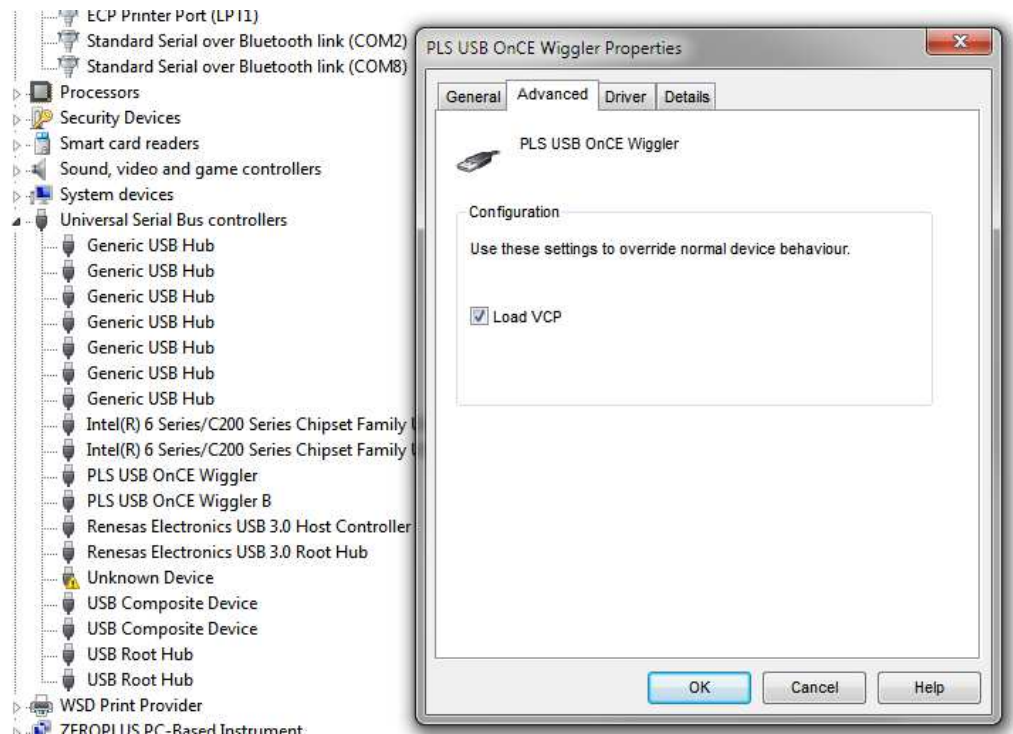 ECP Printer Port (LPT1)
Standard Serial over Bluetooth link (COM2)
Standard Serial over Bluetooth link (COM8)
Processors
Security Devices
Smart card readers
Sound, video and game controllers
System devices
Universal Serial Bus controllers
Generic USB Hub
Generic USB Hub
Generic USB Hub
Generic USB Hub
Generic USB Hub
Generic USB Hub
Generic USB Hub
Intel(R) 6 Series/C200 Series Chipset Family
Intel(R) 6 Series/C200 Series Chipset Family
PLS USB OnCE Wiggler
PLS USB OnCE Wiggler B
Renesas Electronics USB 3.0 Host Controller
Renesas Electronics USB 3.0 Root Hub
Unknown Device
USB Composite Device
USB Composite Device
USB Root Hub
USB Root Hub
WSD Print Provider
ZEROPLUS PC-Based Instrument
PLS USB OnCE Wiggler Properties
General Advanced Driver Details
PLS USB OnCE Wiggler
Configuration
Use these settings to override normal device behaviour.
Load VCP
OK Cancel Help